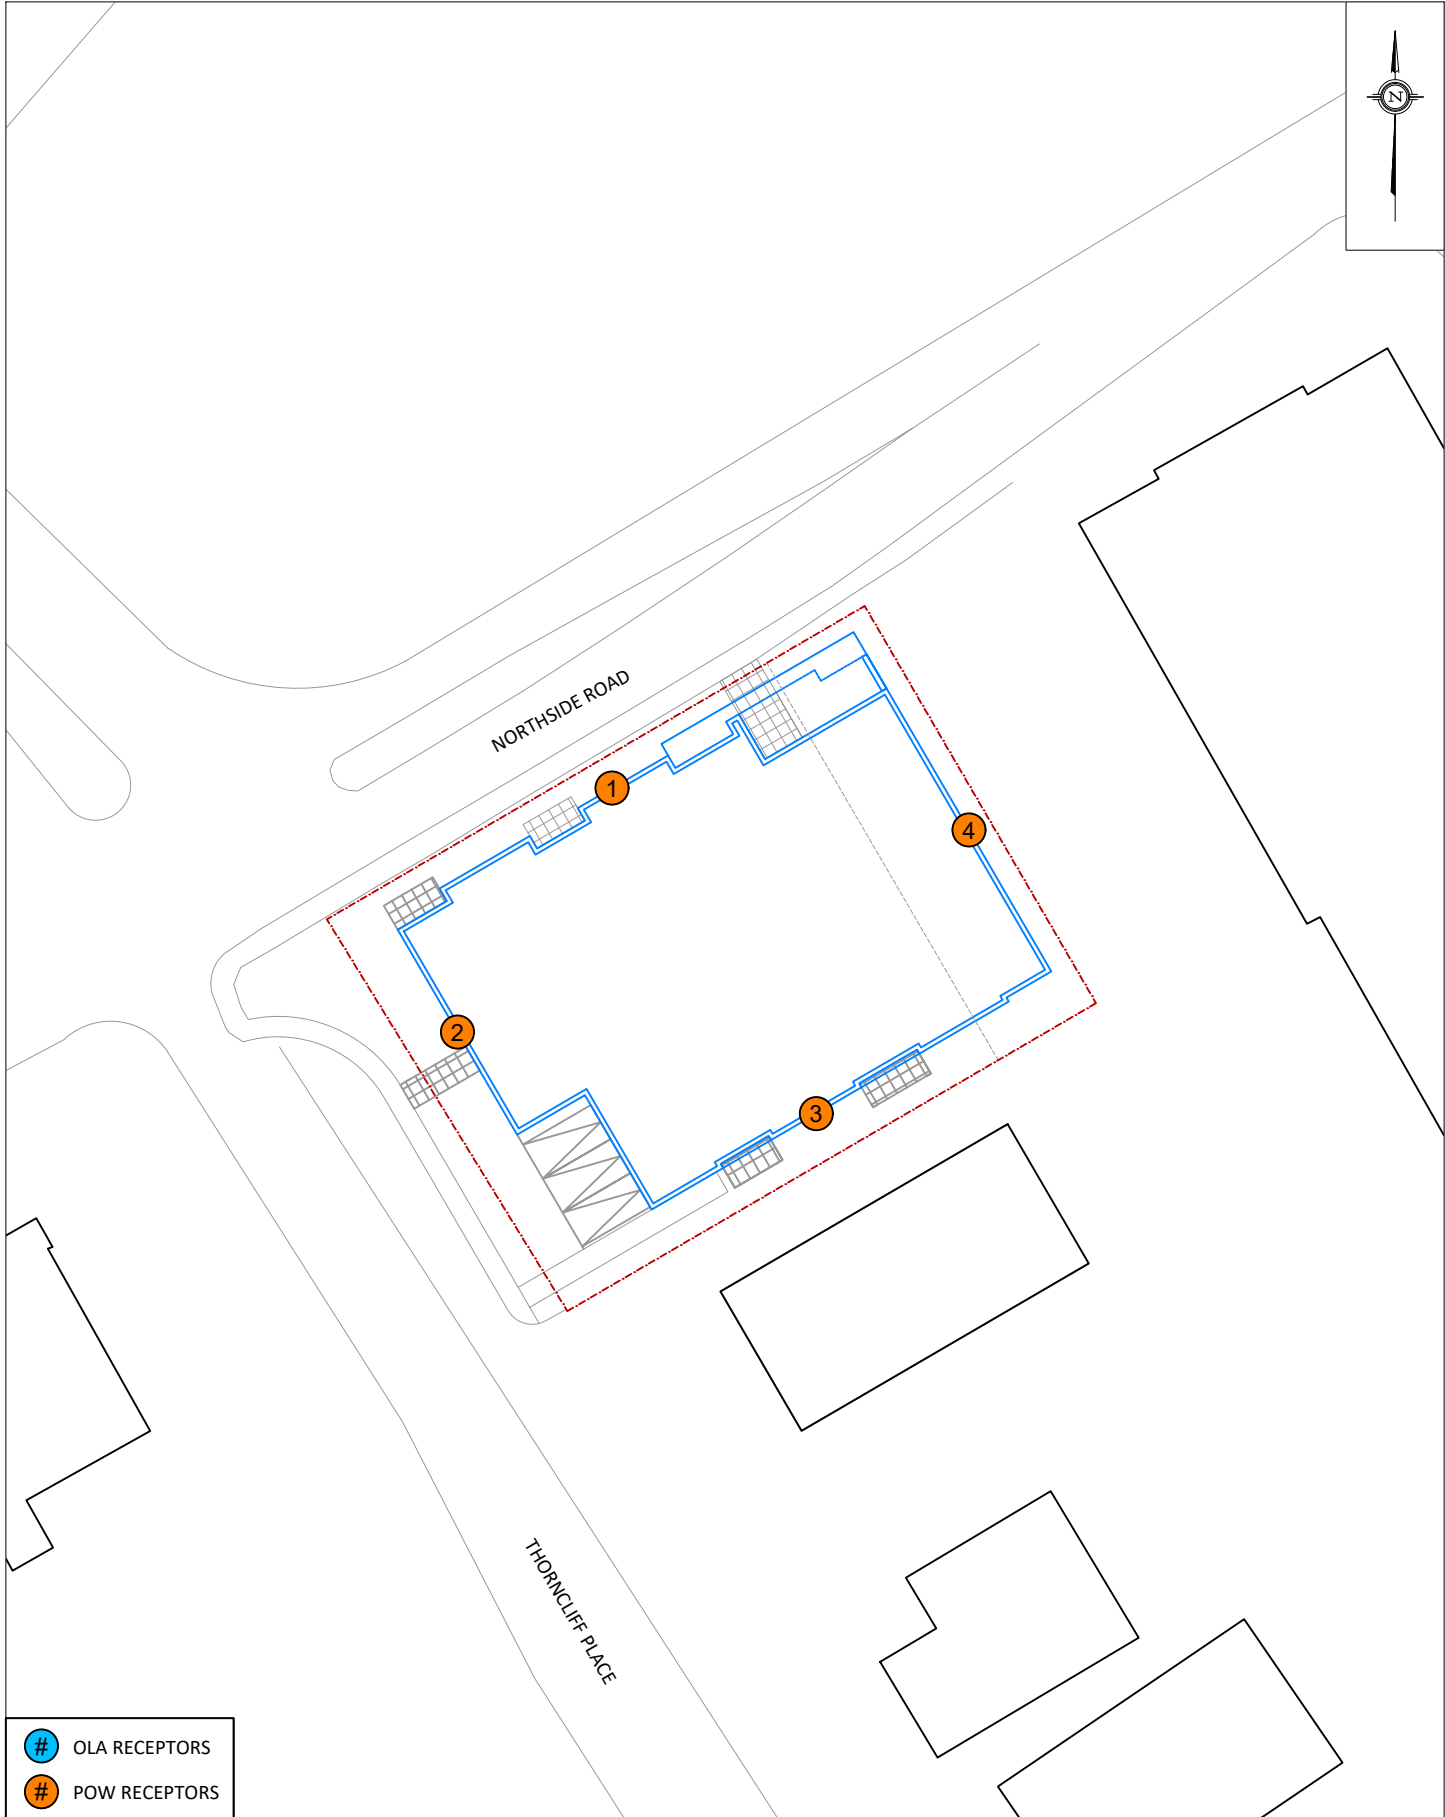 N
NORTHSIDE ROAD
1
4
2
3
THORNCLIFF PLACE
# OLA RECEPTORS
# POW RECEPTORS